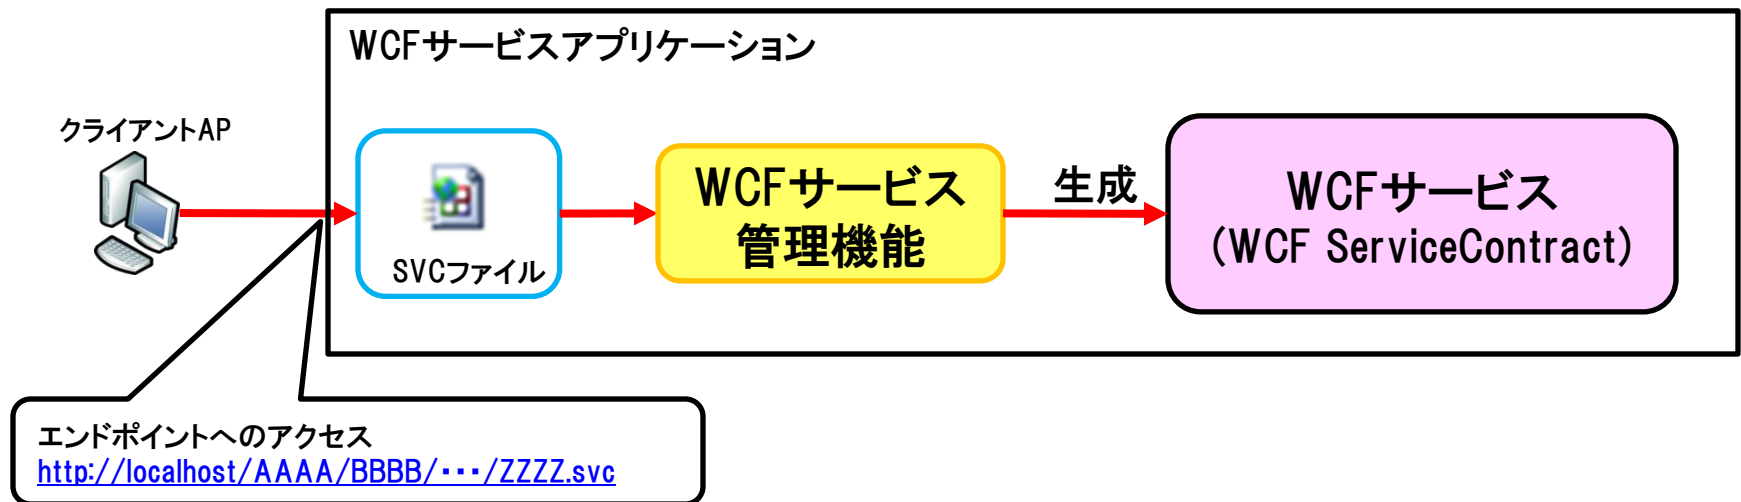 WCFサービスアプリケーション
クライアントAP
SVCファイル
WCFサービス
管理機能
生成
WCFサービス
(WCF ServiceContract)
エンドポイントへのアクセス
http://localhost/AAAA/BBBB/・・・/ZZZZ.svc